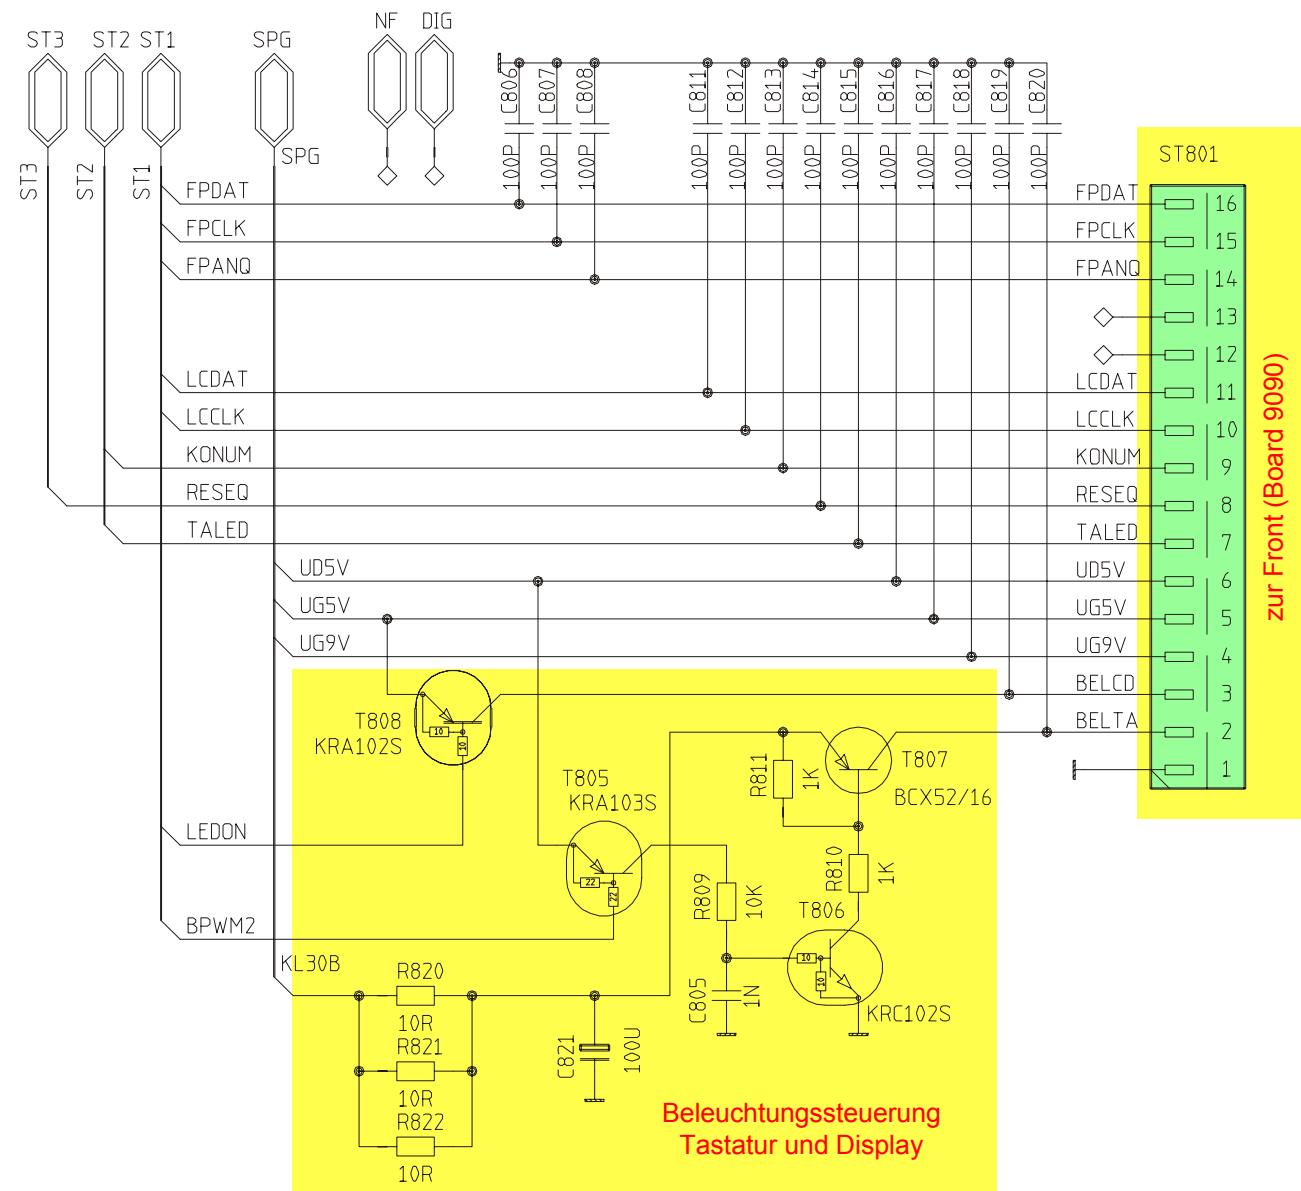 NF DIG
ST3 ST2 ST1 SPG
C806 C807 C808 C811 C812 C813 C814 C815 C816 C817 C818 C819 C820
100P 100P 100P 100P 100P 100P 100P 100P 100P 100P 100P 100P 100P
ST801
SPG
ST3 ST2 ST1
FPDAT FPDAT 16
FPCLK FPCLK 15
FPANQ FPANQ 14
13
12
LCDAT LCDAT 11
LCCLK LCCLK 10
KONUM KONUM 9
RESEQ RESEQ 8
TALED TALED 7
UD5V UD5V 6
UG5V UG5V 5
UG9V UG9V 4
BELCD 3
BELTA 2
1
zur Front (Board 9090)
T808
KRA102S
10
10
R811
1K
T807
BCX52/16
T805
KRA103S
22
22
LEDON
R810
1K
R809
10K
T806
10
10
KRC102S
BPWM2
KL30B
R820
10R
R821
10R
R822
10R
C805
1N
C821
100U
Beleuchtungssteuerung
Tastatur und Display